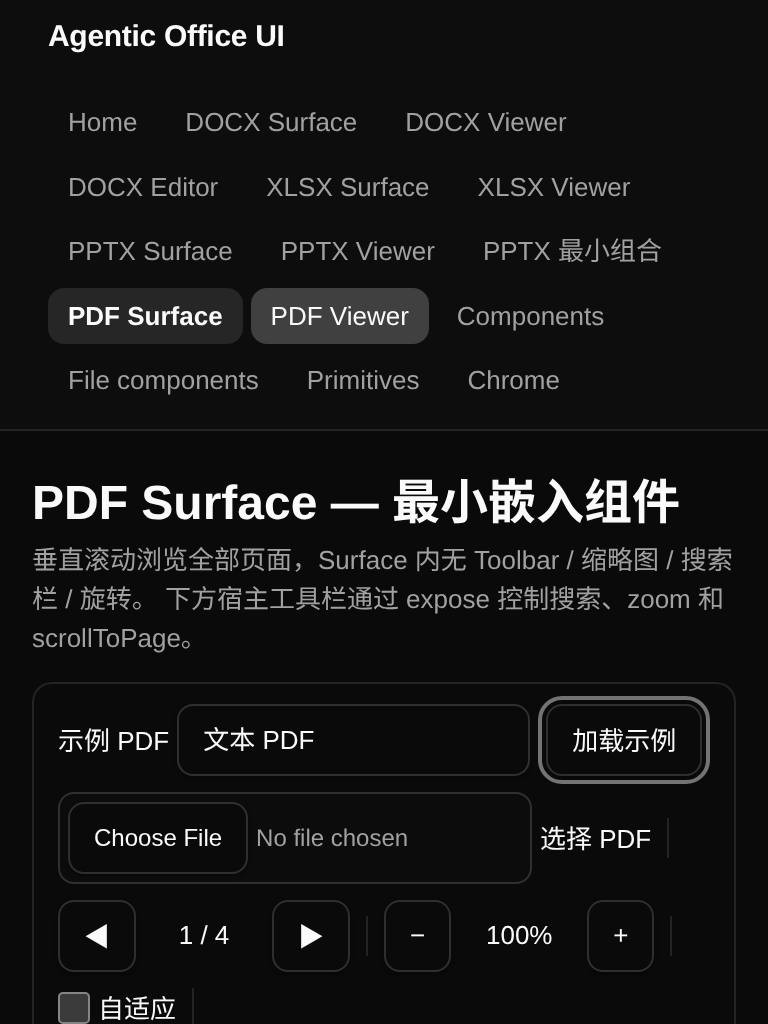 Agentic Office UI
Home DOCX Surface DOCX Viewer
DOCX Editor XLSX Surface XLSX Viewer
PPTX Surface PPTX Viewer PPTX 最小组合
PDF Surface PDF Viewer Components
File components Primitives Chrome
PDF Surface — 最小嵌入组件
垂直滚动浏览全部页面，Surface 内无 Toolbar / 缩略图 / 搜索
栏 / 旋转。 下方宿主工具栏通过 expose 控制搜索、zoom 和
scrollToPage。
示例 PDF 文本 PDF 加载示例
Choose File No file chosen 选择 PDF
◀ 1 / 4 ▶ − 100% +
自适应